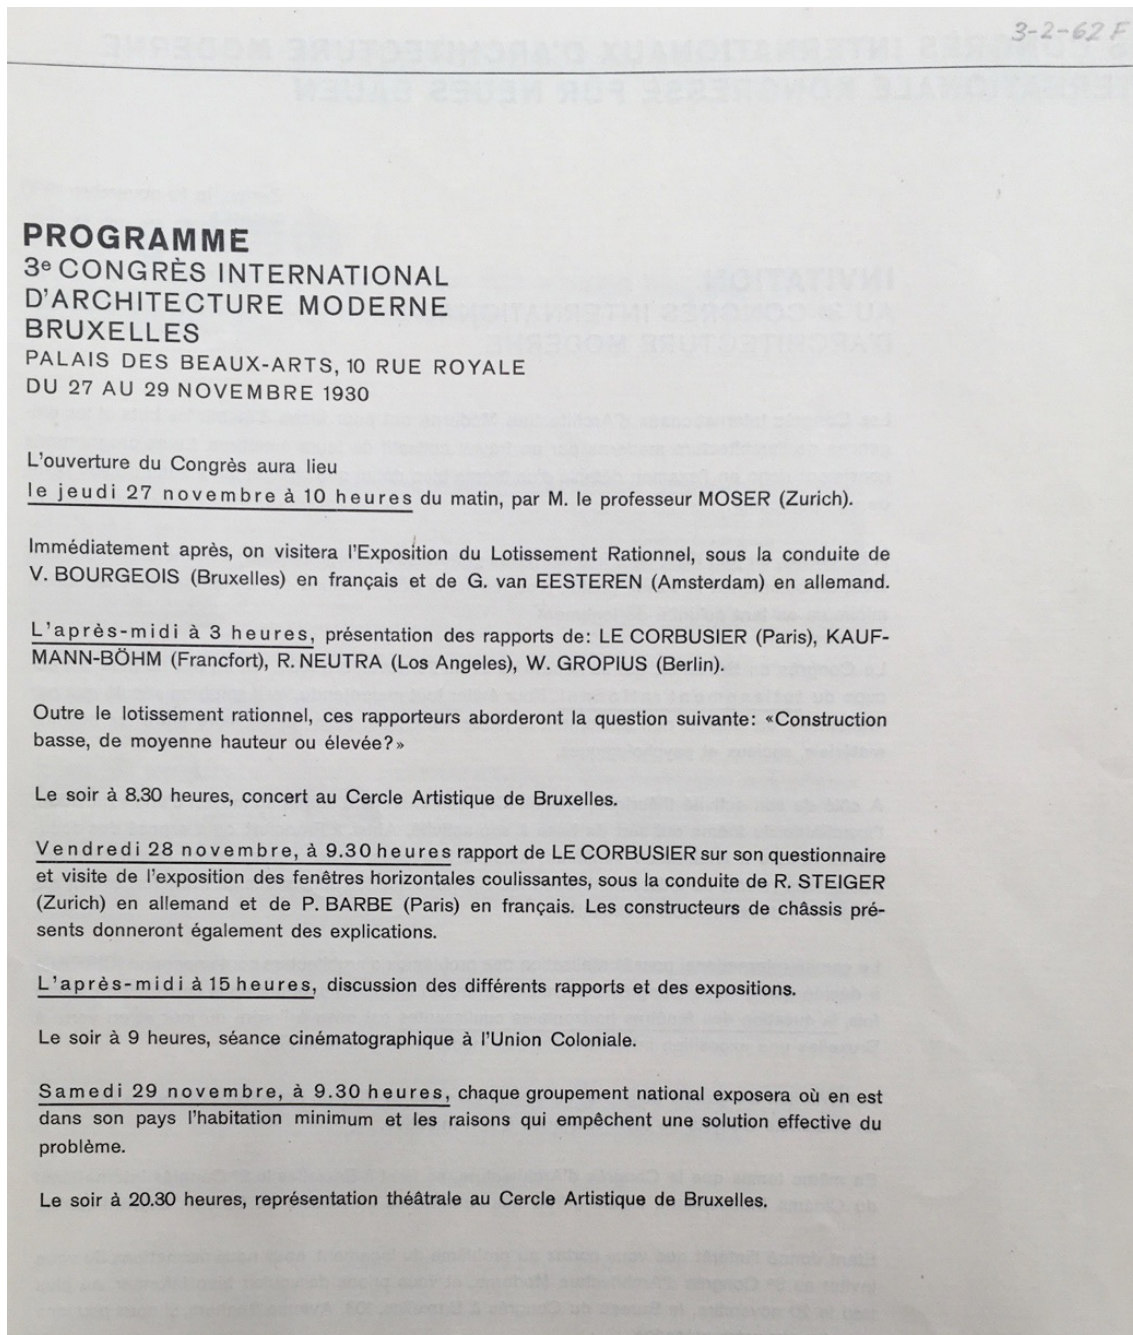 3-2-62 F
PROGRAMME
3e CONGRÈS INTERNATIONAL
D'ARCHITECTURE MODERNE
BRUXELLES
PALAIS DES BEAUX-ARTS, 10 RUE ROYALE
DU 27 AU 29 NOVEMBRE 1930
L'ouverture du Congrès aura lieu
le jeudi 27 novembre à 10 heures du matin, par M. le professeur MOSER (Zurich).
Immédiatement après, on visitera l'Exposition du Lotissement Rationnel, sous la conduite de
V. BOURGEOIS (Bruxelles) en français et de G. van EESTEREN (Amsterdam) en allemand.
L'après-midi à 3 heures, présentation des rapports de: LE CORBUSIER (Paris), KAUF-
MANN-BÖHM (Francfort), R. NEUTRA (Los Angeles), W. GROPIUS (Berlin).
Outre le lotissement rationnel, ces rapporteurs aborderont la question suivante: «Construction
basse, de moyenne hauteur ou élevée?»
Le soir à 8.30 heures, concert au Cercle Artistique de Bruxelles.
Vendredi 28 novembre, à 9.30 heures rapport de LE CORBUSIER sur son questionnaire
et visite de l'exposition des fenêtres horizontales coulissantes, sous la conduite de R. STEIGER
(Zurich) en allemand et de P. BARBE (Paris) en français. Les constructeurs de châssis pré-
sents donneront également des explications.
L'après-midi à 15 heures, discussion des différents rapports et des expositions.
Le soir à 9 heures, séance cinématographique à l'Union Coloniale.
Samedi 29 novembre, à 9.30 heures, chaque groupement national exposera où en est
dans son pays l'habitation minimum et les raisons qui empêchent une solution effective du
problème.
Le soir à 20.30 heures, représentation théâtrale au Cercle Artistique de Bruxelles.